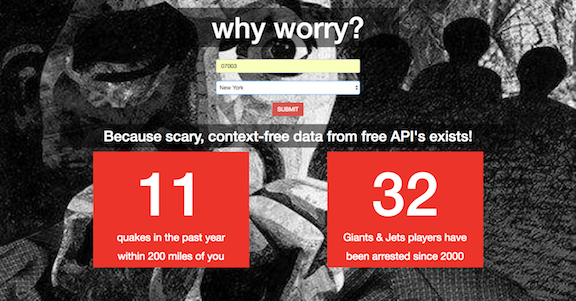 why worry?
07003
New York
SUBMIT
Because scary, context-free data from free API's exists!
11
quakes in the past year
within 200 miles of you
32
Giants & Jets players have
been arrested since 2000